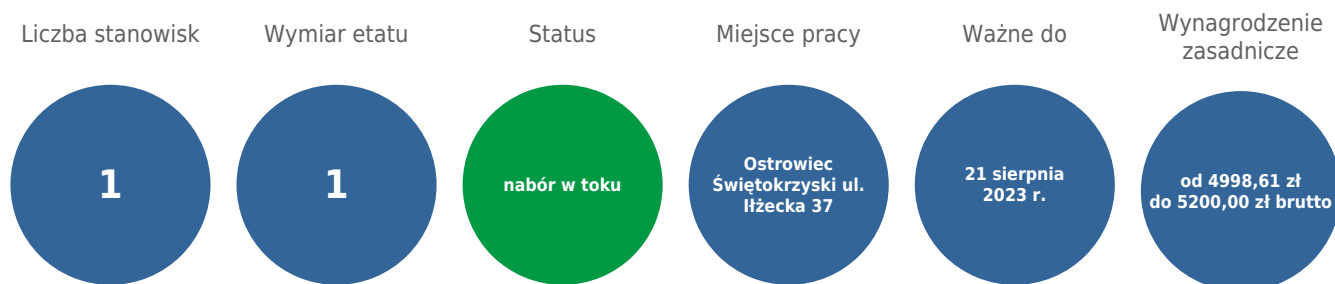 Liczba stanowisk
1
Wymiar etatu
1
Status
nabór w toku
Miejsce pracy
Ostrowiec
Świętokrzyski ul.
Iłżecka 37
Ważne do
21 sierpnia
2023 r.
Wynagrodzenie
zasadnicze
od 4998,61 zł
do 5200,00 zł brutto